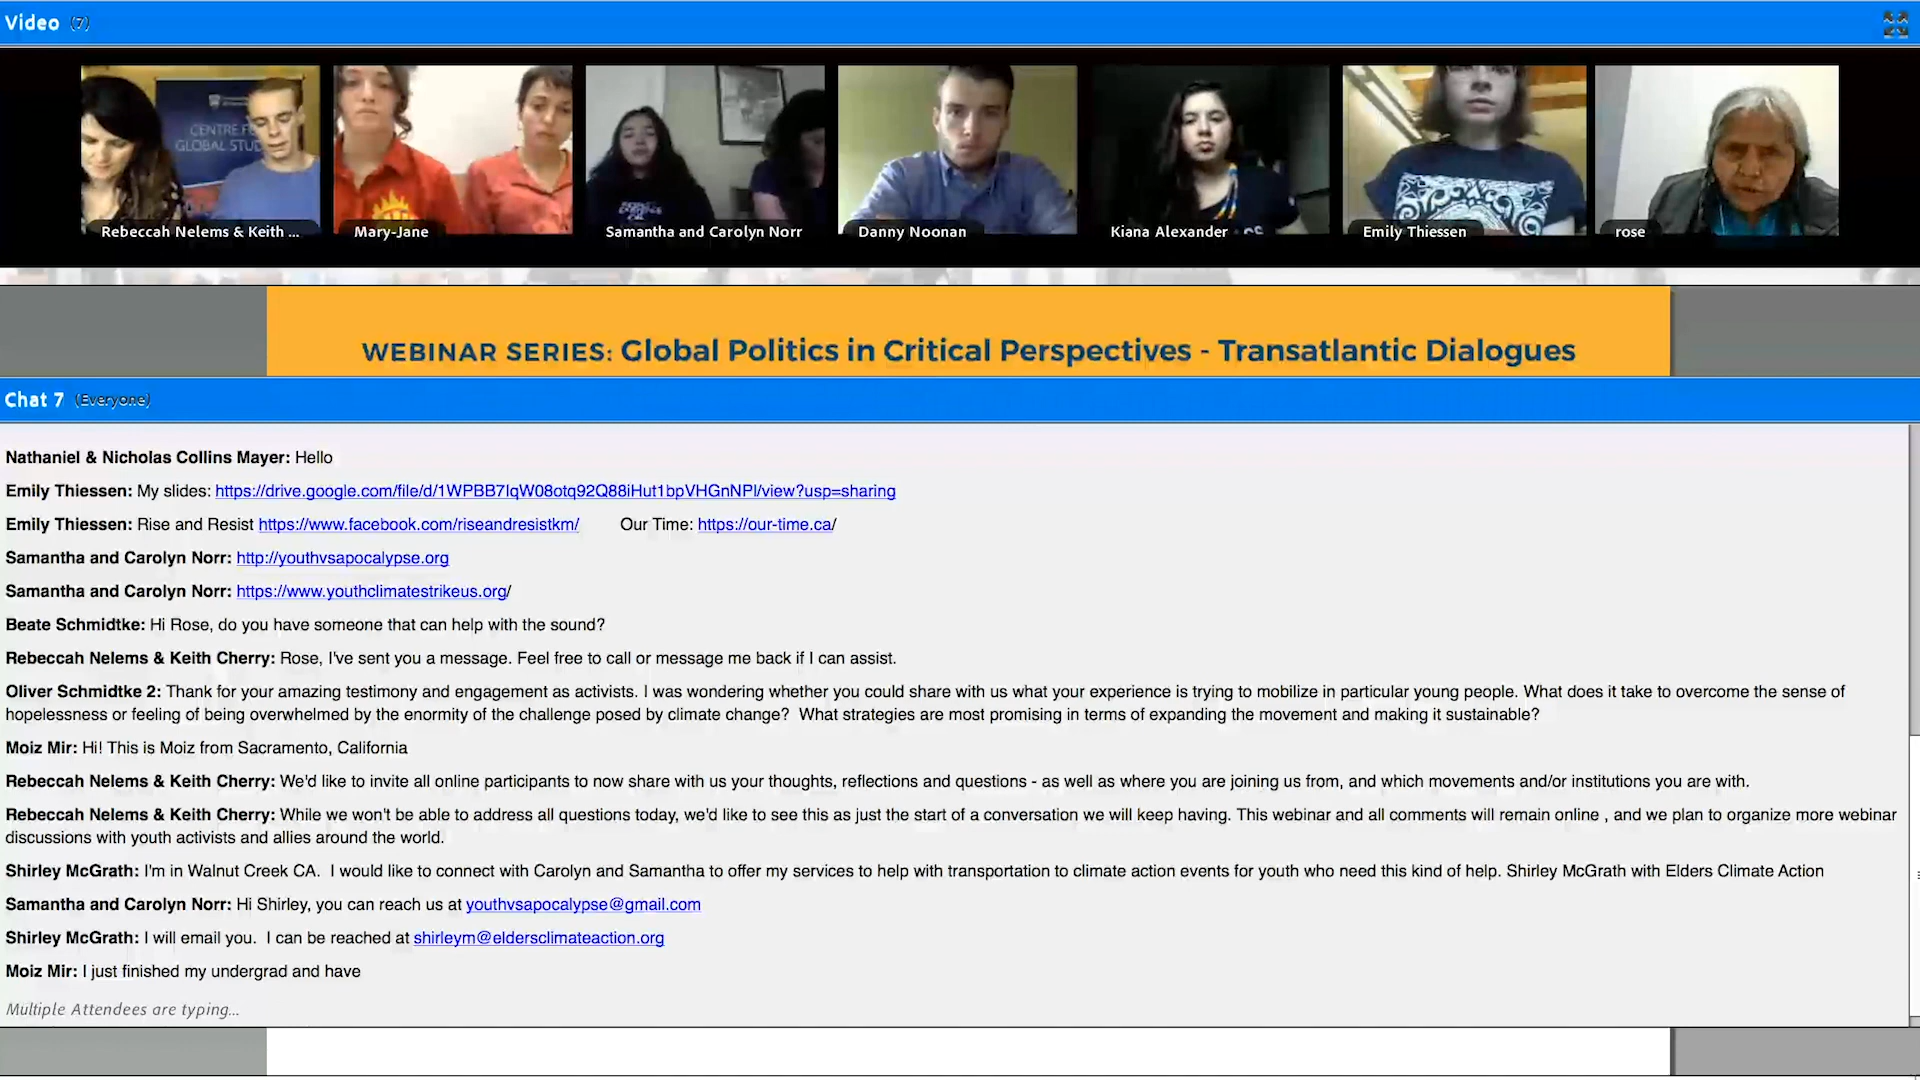 Video (7)
CENTRE F
GLOBAL STUD
Rebeccah Nelems & Keith ...
Mary-Jane
Samantha and Carolyn Norr
Danny Noonan
Kiana Alexander
Emily Thiessen
rose
WEBINAR SERIES: Global Politics in Critical Perspectives - Transatlantic Dialogues
Chat 7 (Everyone)
Nathaniel & Nicholas Collins Mayer: Hello
Emily Thiessen: My slides: https://drive.google.com/file/d/1WPBB7IqW08otq92Q88iHut1bpVHGnNPl/view?usp=sharing
Emily Thiessen: Rise and Resist https://www.facebook.com/riseandresistkm/ Our Time: https://our-time.ca/
Samantha and Carolyn Norr: http://youthvsapocalypse.org
Samantha and Carolyn Norr: https://www.youthclimatestrikeus.org/
Beate Schmidtke: Hi Rose, do you have someone that can help with the sound?
Rebeccah Nelems & Keith Cherry: Rose, I've sent you a message. Feel free to call or message me back if I can assist.
Oliver Schmidtke 2: Thank for your amazing testimony and engagement as activists. I was wondering whether you could share with us what your experience is trying to mobilize in particular young people. What does it take to overcome the sense of
hopelessness or feeling of being overwhelmed by the enormity of the challenge posed by climate change? What strategies are most promising in terms of expanding the movement and making it sustainable?
Moiz Mir: Hi! This is Moiz from Sacramento, California
Rebeccah Nelems & Keith Cherry: We'd like to invite all online participants to now share with us your thoughts, reflections and questions - as well as where you are joining us from, and which movements and/or institutions you are with.
Rebeccah Nelems & Keith Cherry: While we won't be able to address all questions today, we'd like to see this as just the start of a conversation we will keep having. This webinar and all comments will remain online , and we plan to organize more webinar
discussions with youth activists and allies around the world.
Shirley McGrath: I'm in Walnut Creek CA. I would like to connect with Carolyn and Samantha to offer my services to help with transportation to climate action events for youth who need this kind of help. Shirley McGrath with Elders Climate Action
Samantha and Carolyn Norr: Hi Shirley, you can reach us at youthvsapocalypse@gmail.com
Shirley McGrath: I will email you. I can be reached at shirleym@eldersclimateaction.org
Moiz Mir: I just finished my undergrad and have
Multiple Attendees are typing...